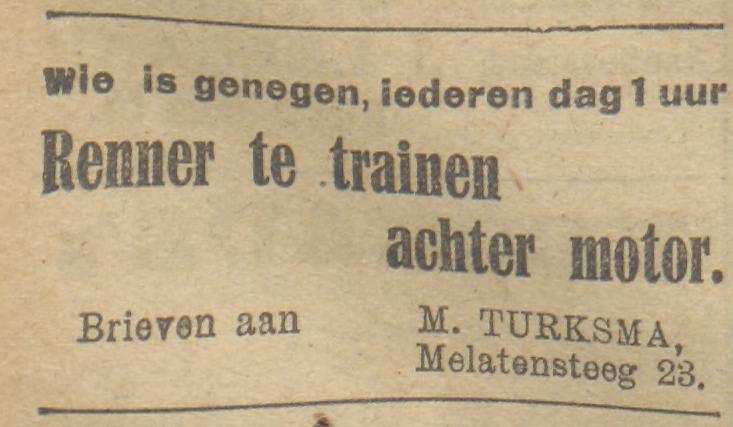 Wie is genegen, iederen dag 1 uur
Renner te trainen
achter motor.
Brieven aan M. TURKSMA,
Melatensteeg 23.